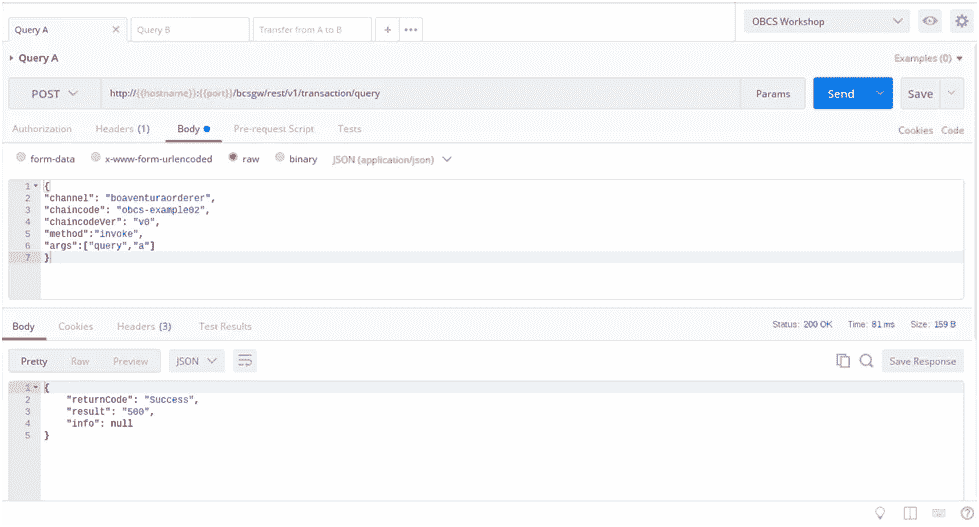 Query A × Query B Transfer from A to B + ••• OBCS Workshop
Query A Examples (0)
POST http://{{hostname}}:{{port}}/bcsgw/rest/v1/transaction/query Params Send Save
Authorization Headers (1) Body Pre-request Script Tests Cookies Code
form-data x-www-form-urlencoded raw binary JSON (application/json)
1 {
2 "channel": "boaventuraorderer",
3 "chaincode": "obcs-example02",
4 "chaincodeVer": "v0",
5 "method":"invoke",
6 "args":["query","a"]
7 }
Body Cookies Headers (3) Test Results Status: 200 OK Time: 81 ms Size: 159 B
Pretty Raw Preview JSON Save Response
1 {
2 "returnCode": "Success",
3 "result": "500",
4 "info": null
5 }